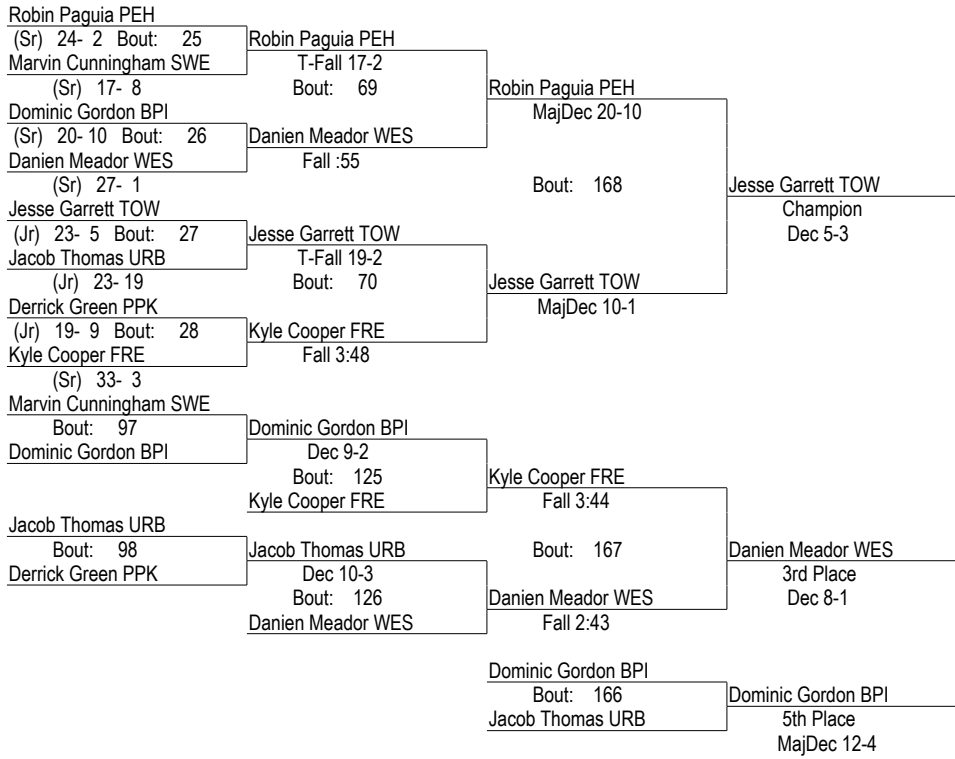 Robin Paguia PEH
(Sr) 24- 2 Bout: 25 Robin Paguia PEH
Marvin Cunningham SWE T-Fall 17-2
(Sr) 17- 8 Bout: 69 Robin Paguia PEH
Dominic Gordon BPI MajDec 20-10
(Sr) 20- 10 Bout: 26 Danien Meador WES
Danien Meador WES Fall :55
(Sr) 27- 1 Bout: 168 Jesse Garrett TOW
Jesse Garrett TOW Champion
(Jr) 23- 5 Bout: 27 Jesse Garrett TOW Dec 5-3
Jacob Thomas URB T-Fall 19-2
(Jr) 23- 19 Bout: 70 Jesse Garrett TOW
Derrick Green PPK MajDec 10-1
(Jr) 19- 9 Bout: 28 Kyle Cooper FRE
Kyle Cooper FRE Fall 3:48
(Sr) 33- 3
Marvin Cunningham SWE
Bout: 97 Dominic Gordon BPI
Dominic Gordon BPI Dec 9-2
Bout: 125 Kyle Cooper FRE
Kyle Cooper FRE Fall 3:44
Jacob Thomas URB
Bout: 98 Jacob Thomas URB Bout: 167 Danien Meador WES
Derrick Green PPK Dec 10-3 3rd Place
Bout: 126 Danien Meador WES Dec 8-1
Danien Meador WES Fall 2:43
Dominic Gordon BPI
Bout: 166 Dominic Gordon BPI
Jacob Thomas URB 5th Place
MajDec 12-4